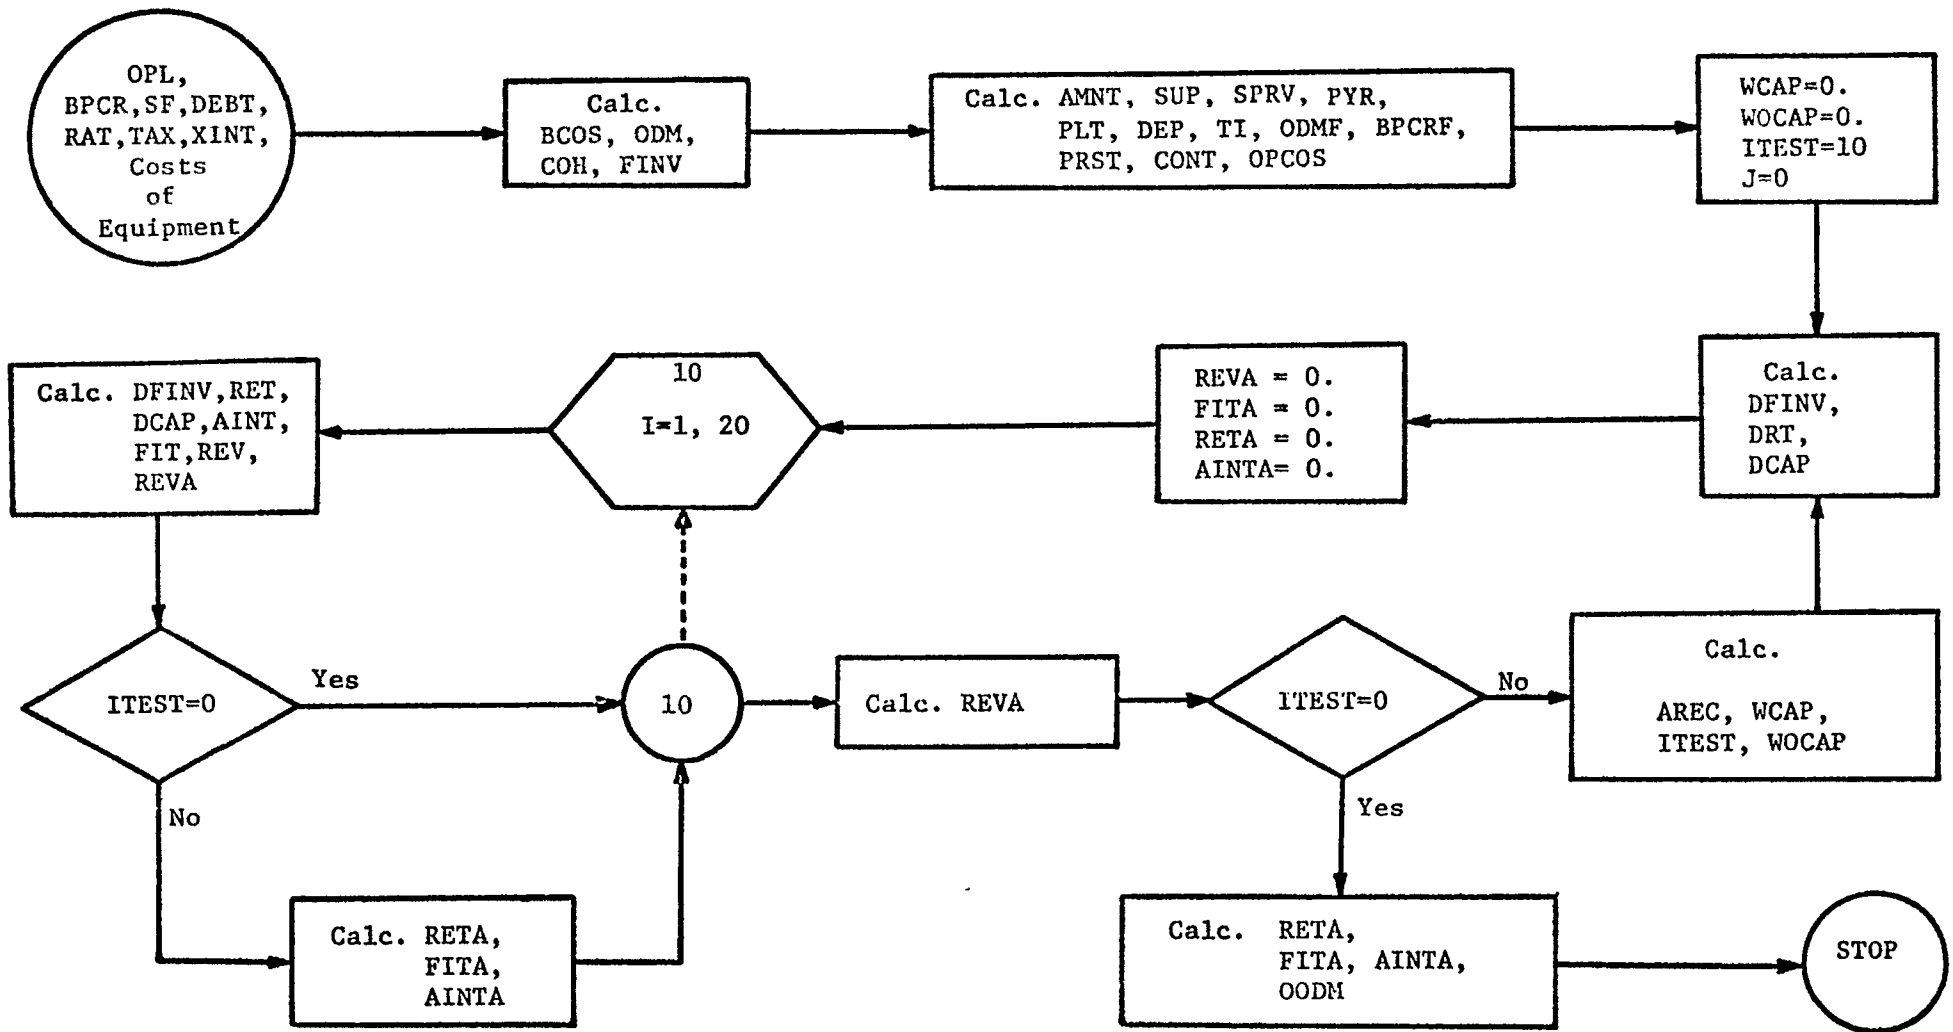 OPL,
BPCR,SF,DEBT,
RAT,TAX,XINT,
Costs
of
Equipment
Calc.
BCOS, ODM,
COH, FINV
Calc. AMNT, SUP, SPRV, PYR,
PLT, DEP, TI, ODMF, BPCRF,
PRST, CONT, OPCOS
WCAP=0.
WOCAP=0.
ITEST=10
J=0
Calc.
DFINV,
DRT,
DCAP
REVA = 0.
FITA = 0.
RETA = 0.
AINTA= 0.
10
I=1, 20
Calc. DFINV,RET,
DCAP,AINT,
FIT,REV,
REVA
ITEST=0
Yes
No
Calc. RETA,
FITA,
AINTA
10
Calc. REVA
ITEST=0
No
Yes
Calc.
AREC, WCAP,
ITEST, WOCAP
Calc. RETA,
FITA, AINTA,
OODM
STOP